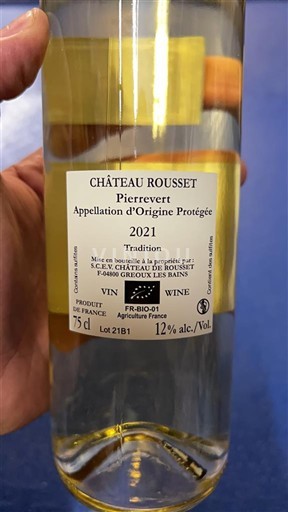 CHÂTEAU ROUSSET
Pierrevert
Appellation d'Origine Protégée
2021
Tradition
Mise en bouteille à la propriété par :
S.C.E.V. CHÂTEAU DE ROUSSET
F-04800 GREOUX LES BAINS
VIN
WINE
FR-BIO-01
Agriculture France
PRODUIT
DE FRANCE
75 cl
Lot 21B1
12% alc./Vol.
Contains sulfites
Contient des sulfites